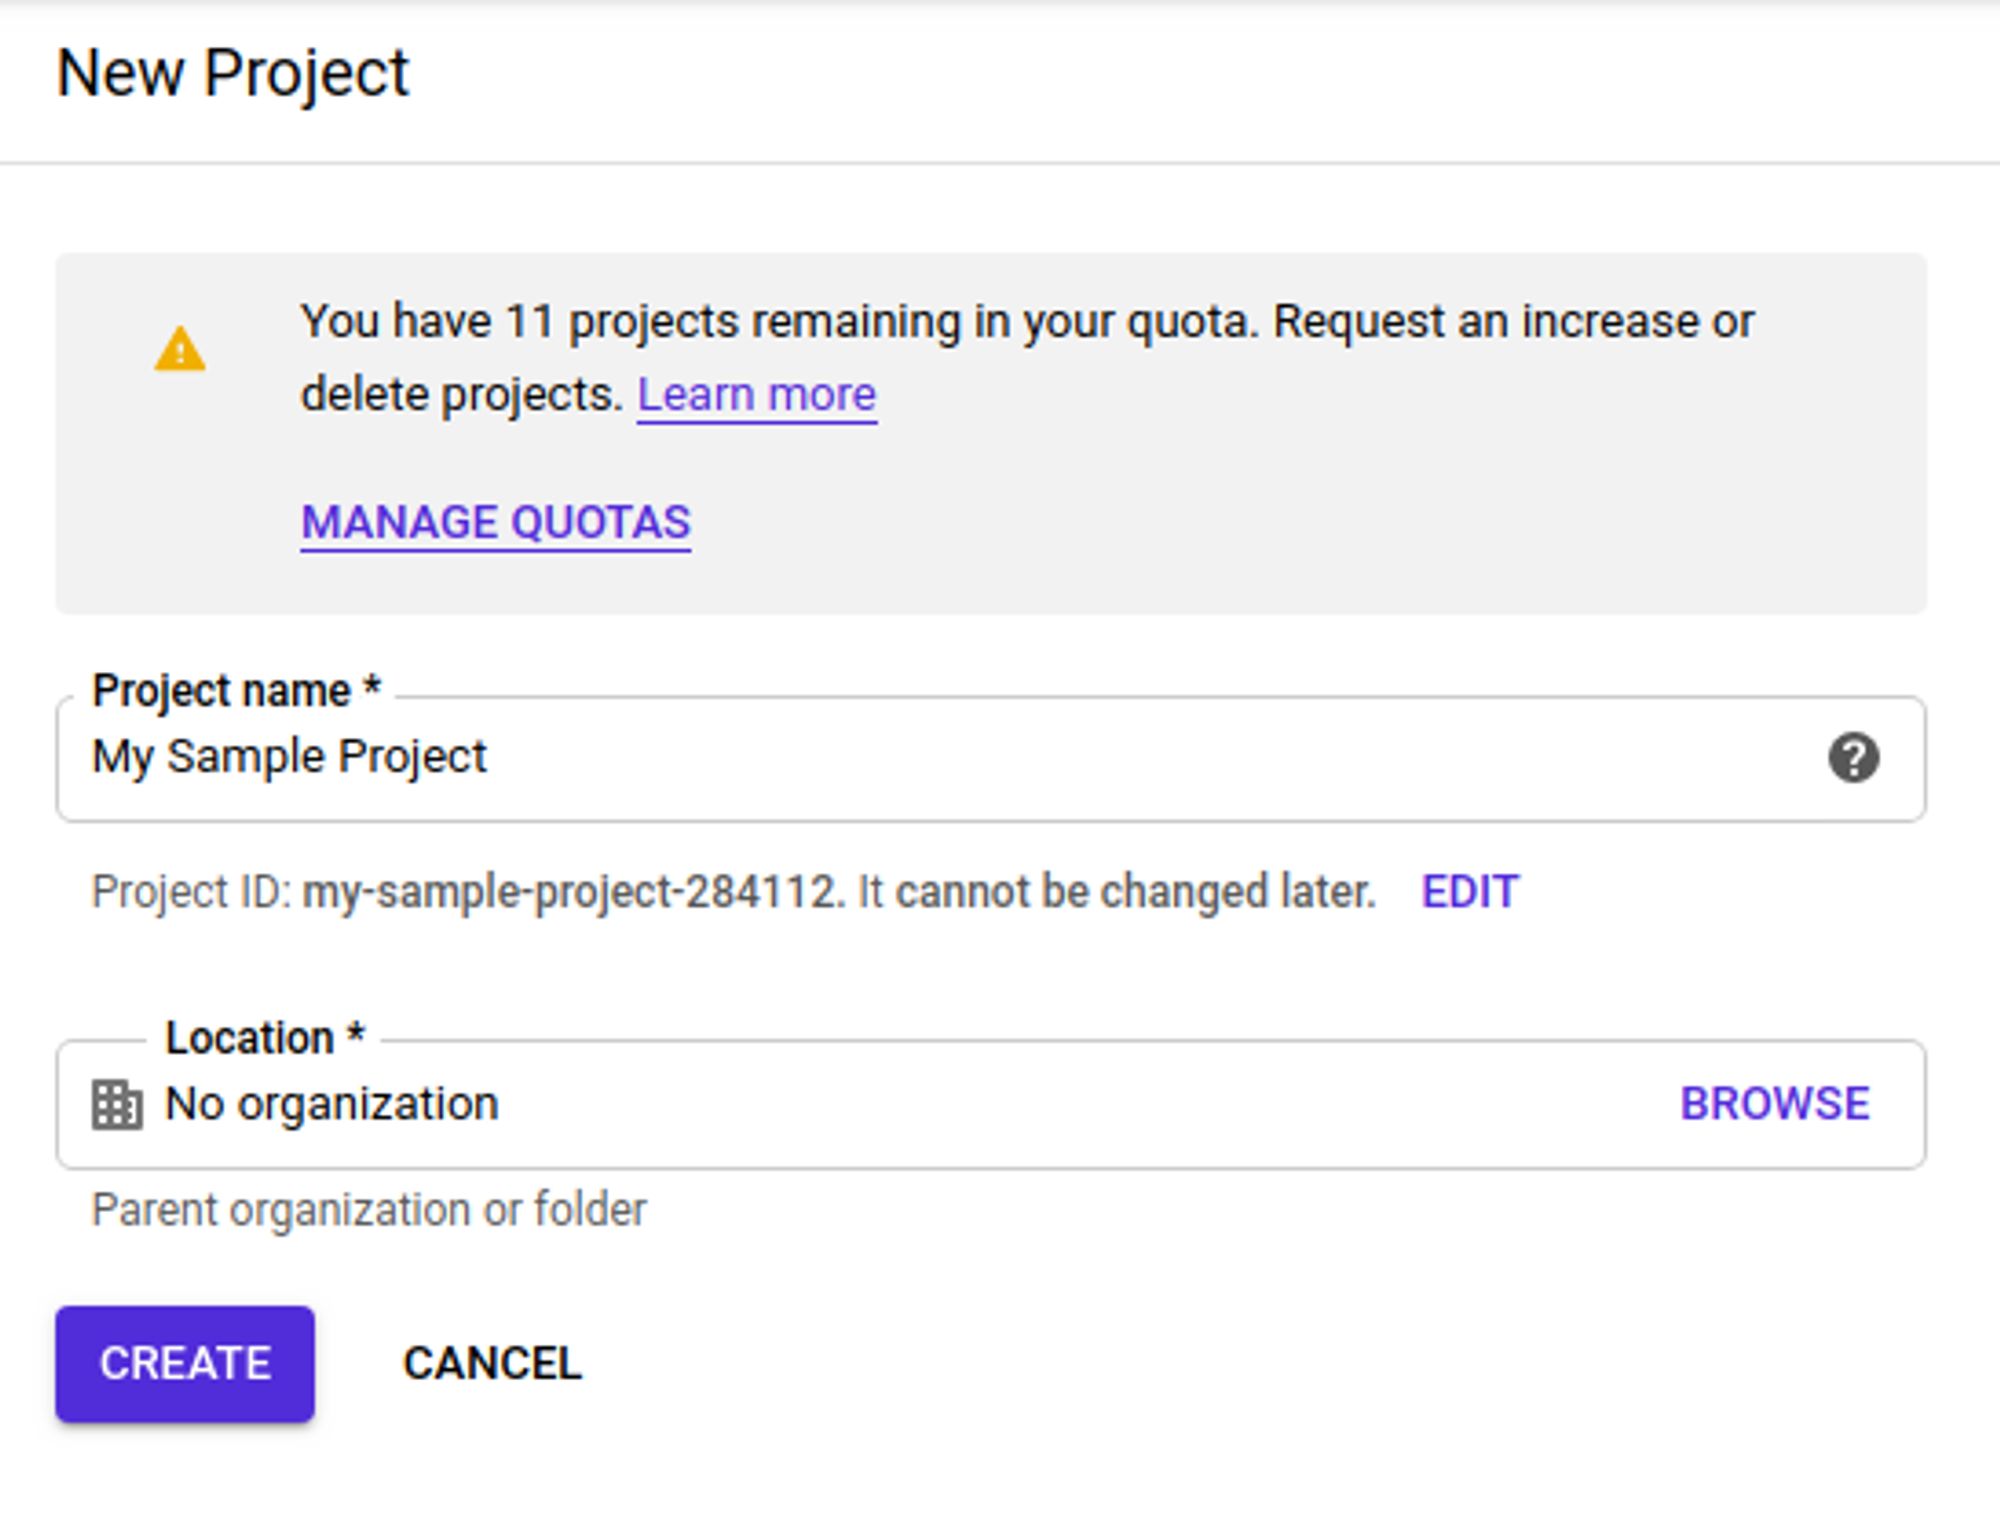 New Project
You have 11 projects remaining in your quota. Request an increase or
delete projects. Learn more
MANAGE QUOTAS
Project name *
My Sample Project
Project ID: my-sample-project-284112. It cannot be changed later. EDIT
Location *
No organization BROWSE
Parent organization or folder
CREATE CANCEL